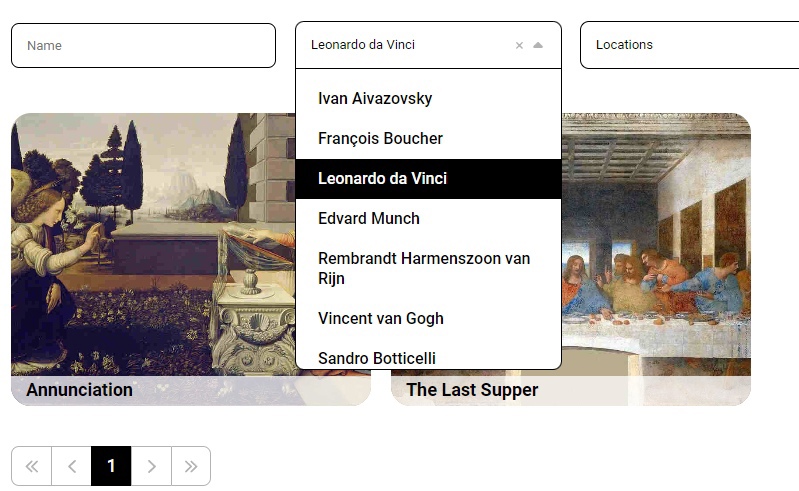 Name
Leonardo da Vinci
Locations
Ivan Aivazovsky
François Boucher
Leonardo da Vinci
Edvard Munch
Rembrandt Harmenszoon van
Rijn
Vincent van Gogh
Sandro Botticelli
Annunciation
The Last Supper
1